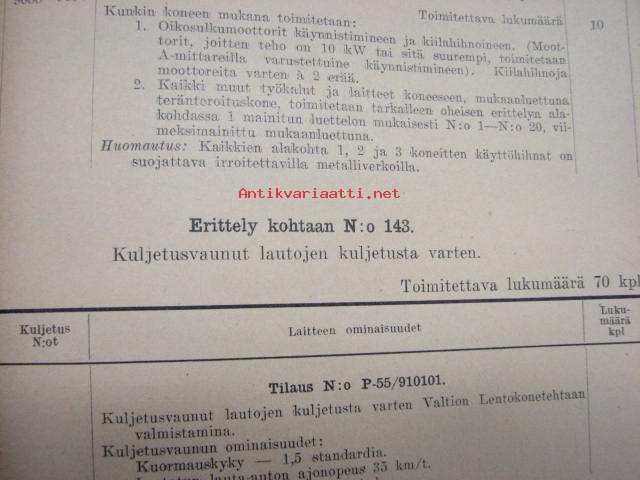 Kunkin koneen mukana toimitetaan: Toimitettava lukumäärä 10
1. Oikosulkumoottorit käynnistimineen ja kiilahihnoineen. (Moot-
torit, joitten teho on 10 kW tai sitä suurempi, toimitetaan
A-mittareilla varustettuine käynnistimineen). Kiilahihnoja
moottoreita varten à 2 erää.
2. Kaikki muut työkalut ja laitteet koneeseen, mukaanluettuna
teränteroituskone, toimitetaan tarkalleen oheisen erittelyn ala-
kohdassa 1 mainitun luettelon mukaisesti N:o 1—N:o 20, vii-
meksimainittu mukaanluettuna.
Huomautus: Kaikkien alakohta 1, 2 ja 3 koneitten käyttöhihnat on
suojattava irroitettavilla metalliverkoilla.
Antikvariaatti.net
Erittely kohtaan N:o 143.
Kuljetusvaunut lautojen kuljetusta varten.
Toimitettava lukumäärä 70 kpl
Kuljetus
N:ot
Laitteen ominaisuudet
Luku-
määrä
kpl
Tilaus N:o P-55/910101.
Kuljetusvaunut lautojen kuljetusta varten Valtion Lentokonetehtaan
valmistamina.
Kuljetusvaunun ominaisuudet:
Kuormauskyky — 1,5 standardia.
lauta-auton ajonopeus 35 km/t.